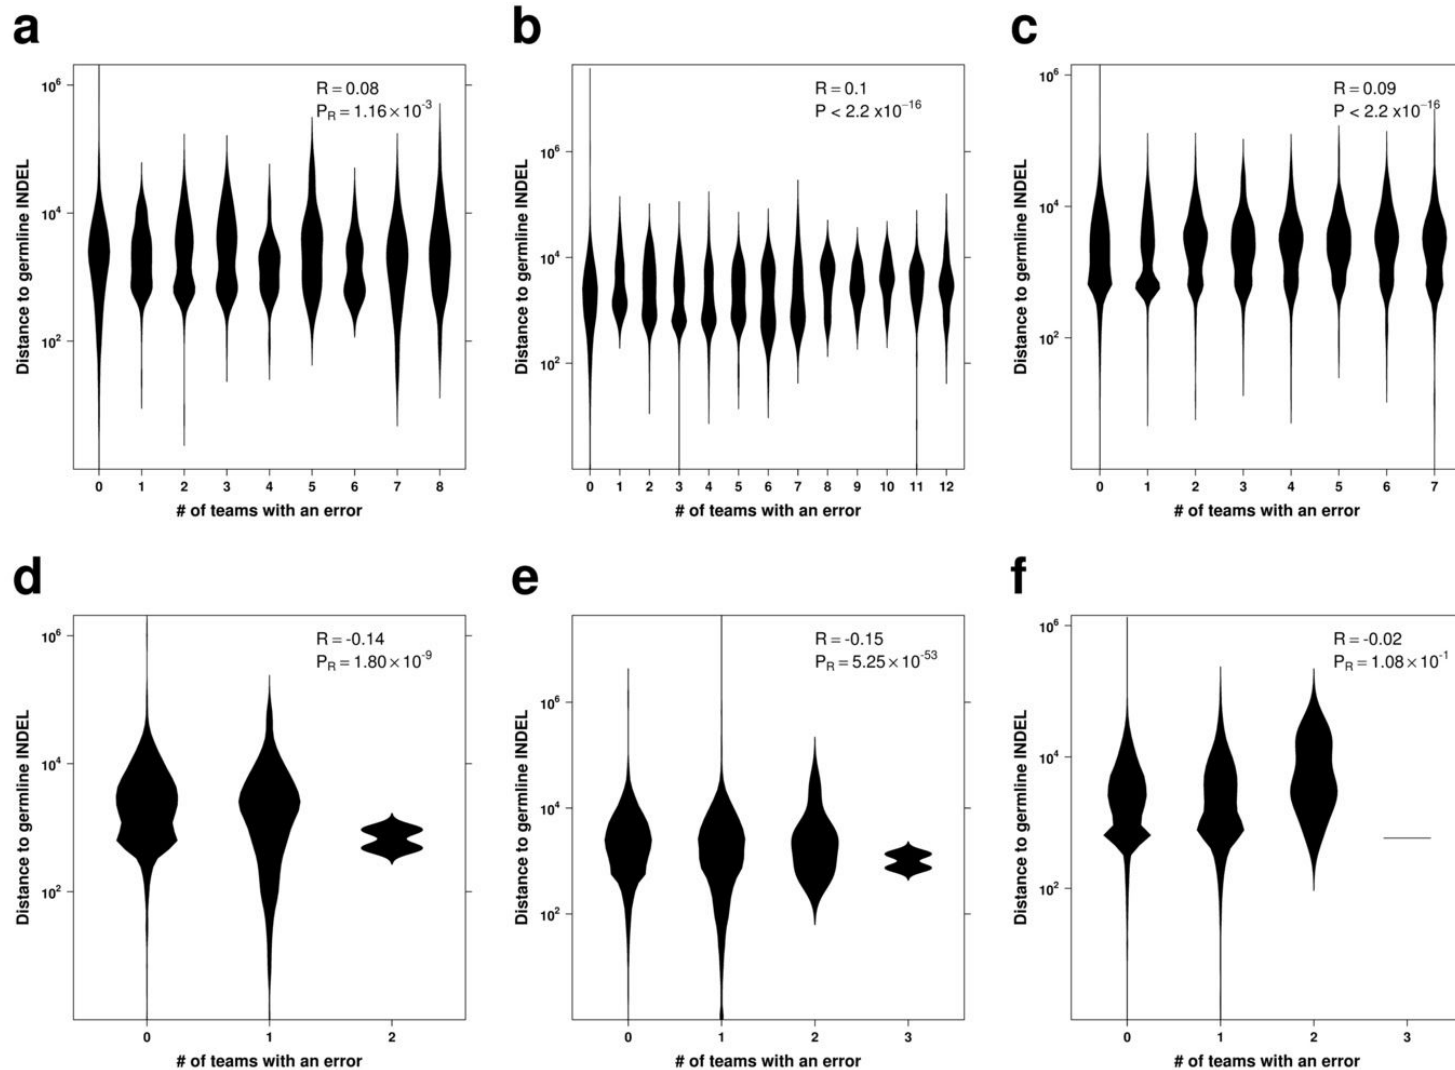 a
R = 0.08
P_R = 1.16 × 10^-3
10^6
10^4
10^2
Distance to germline INDEL
0 1 2 3 4 5 6 7 8
# of teams with an error
b
R = 0.1
P < 2.2 x10^−16
10^6
10^4
10^2
Distance to germline INDEL
0 1 2 3 4 5 6 7 8 9 10 11 12
# of teams with an error
c
R = 0.09
P < 2.2 x10^−16
10^6
10^4
10^2
Distance to germline INDEL
0 1 2 3 4 5 6 7
# of teams with an error
d
R = -0.14
P_R = 1.80 × 10^-9
10^6
10^4
10^2
Distance to germline INDEL
0 1 2
# of teams with an error
e
R = -0.15
P_R = 5.25 × 10^-53
10^6
10^4
10^2
Distance to germline INDEL
0 1 2 3
# of teams with an error
f
R = -0.02
P_R = 1.08 × 10^-1
10^6
10^4
10^2
Distance to germline INDEL
0 1 2 3
# of teams with an error